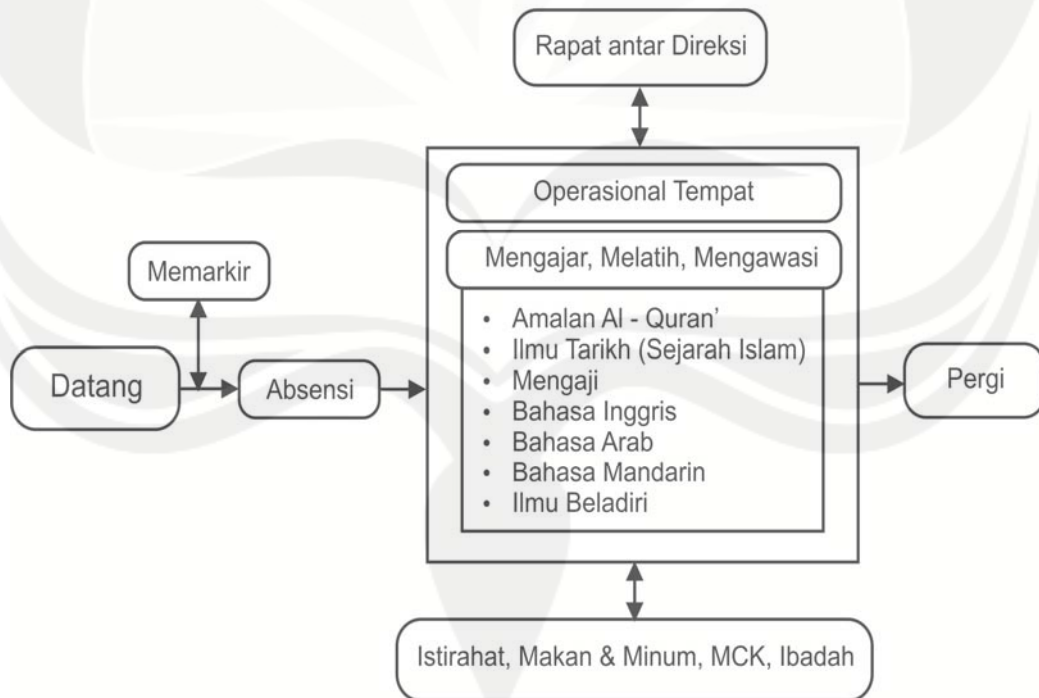 Rapat antar Direksi
Operasional Tempat
Mengajar, Melatih, Mengawasi
• Amalan Al - Quran’
• Ilmu Tarikh (Sejarah Islam)
• Mengaji
• Bahasa Inggris
• Bahasa Arab
• Bahasa Mandarin
• Ilmu Beladiri
Memarkir
Datang
Absensi
Pergi
Istirahat, Makan & Minum, MCK, Ibadah